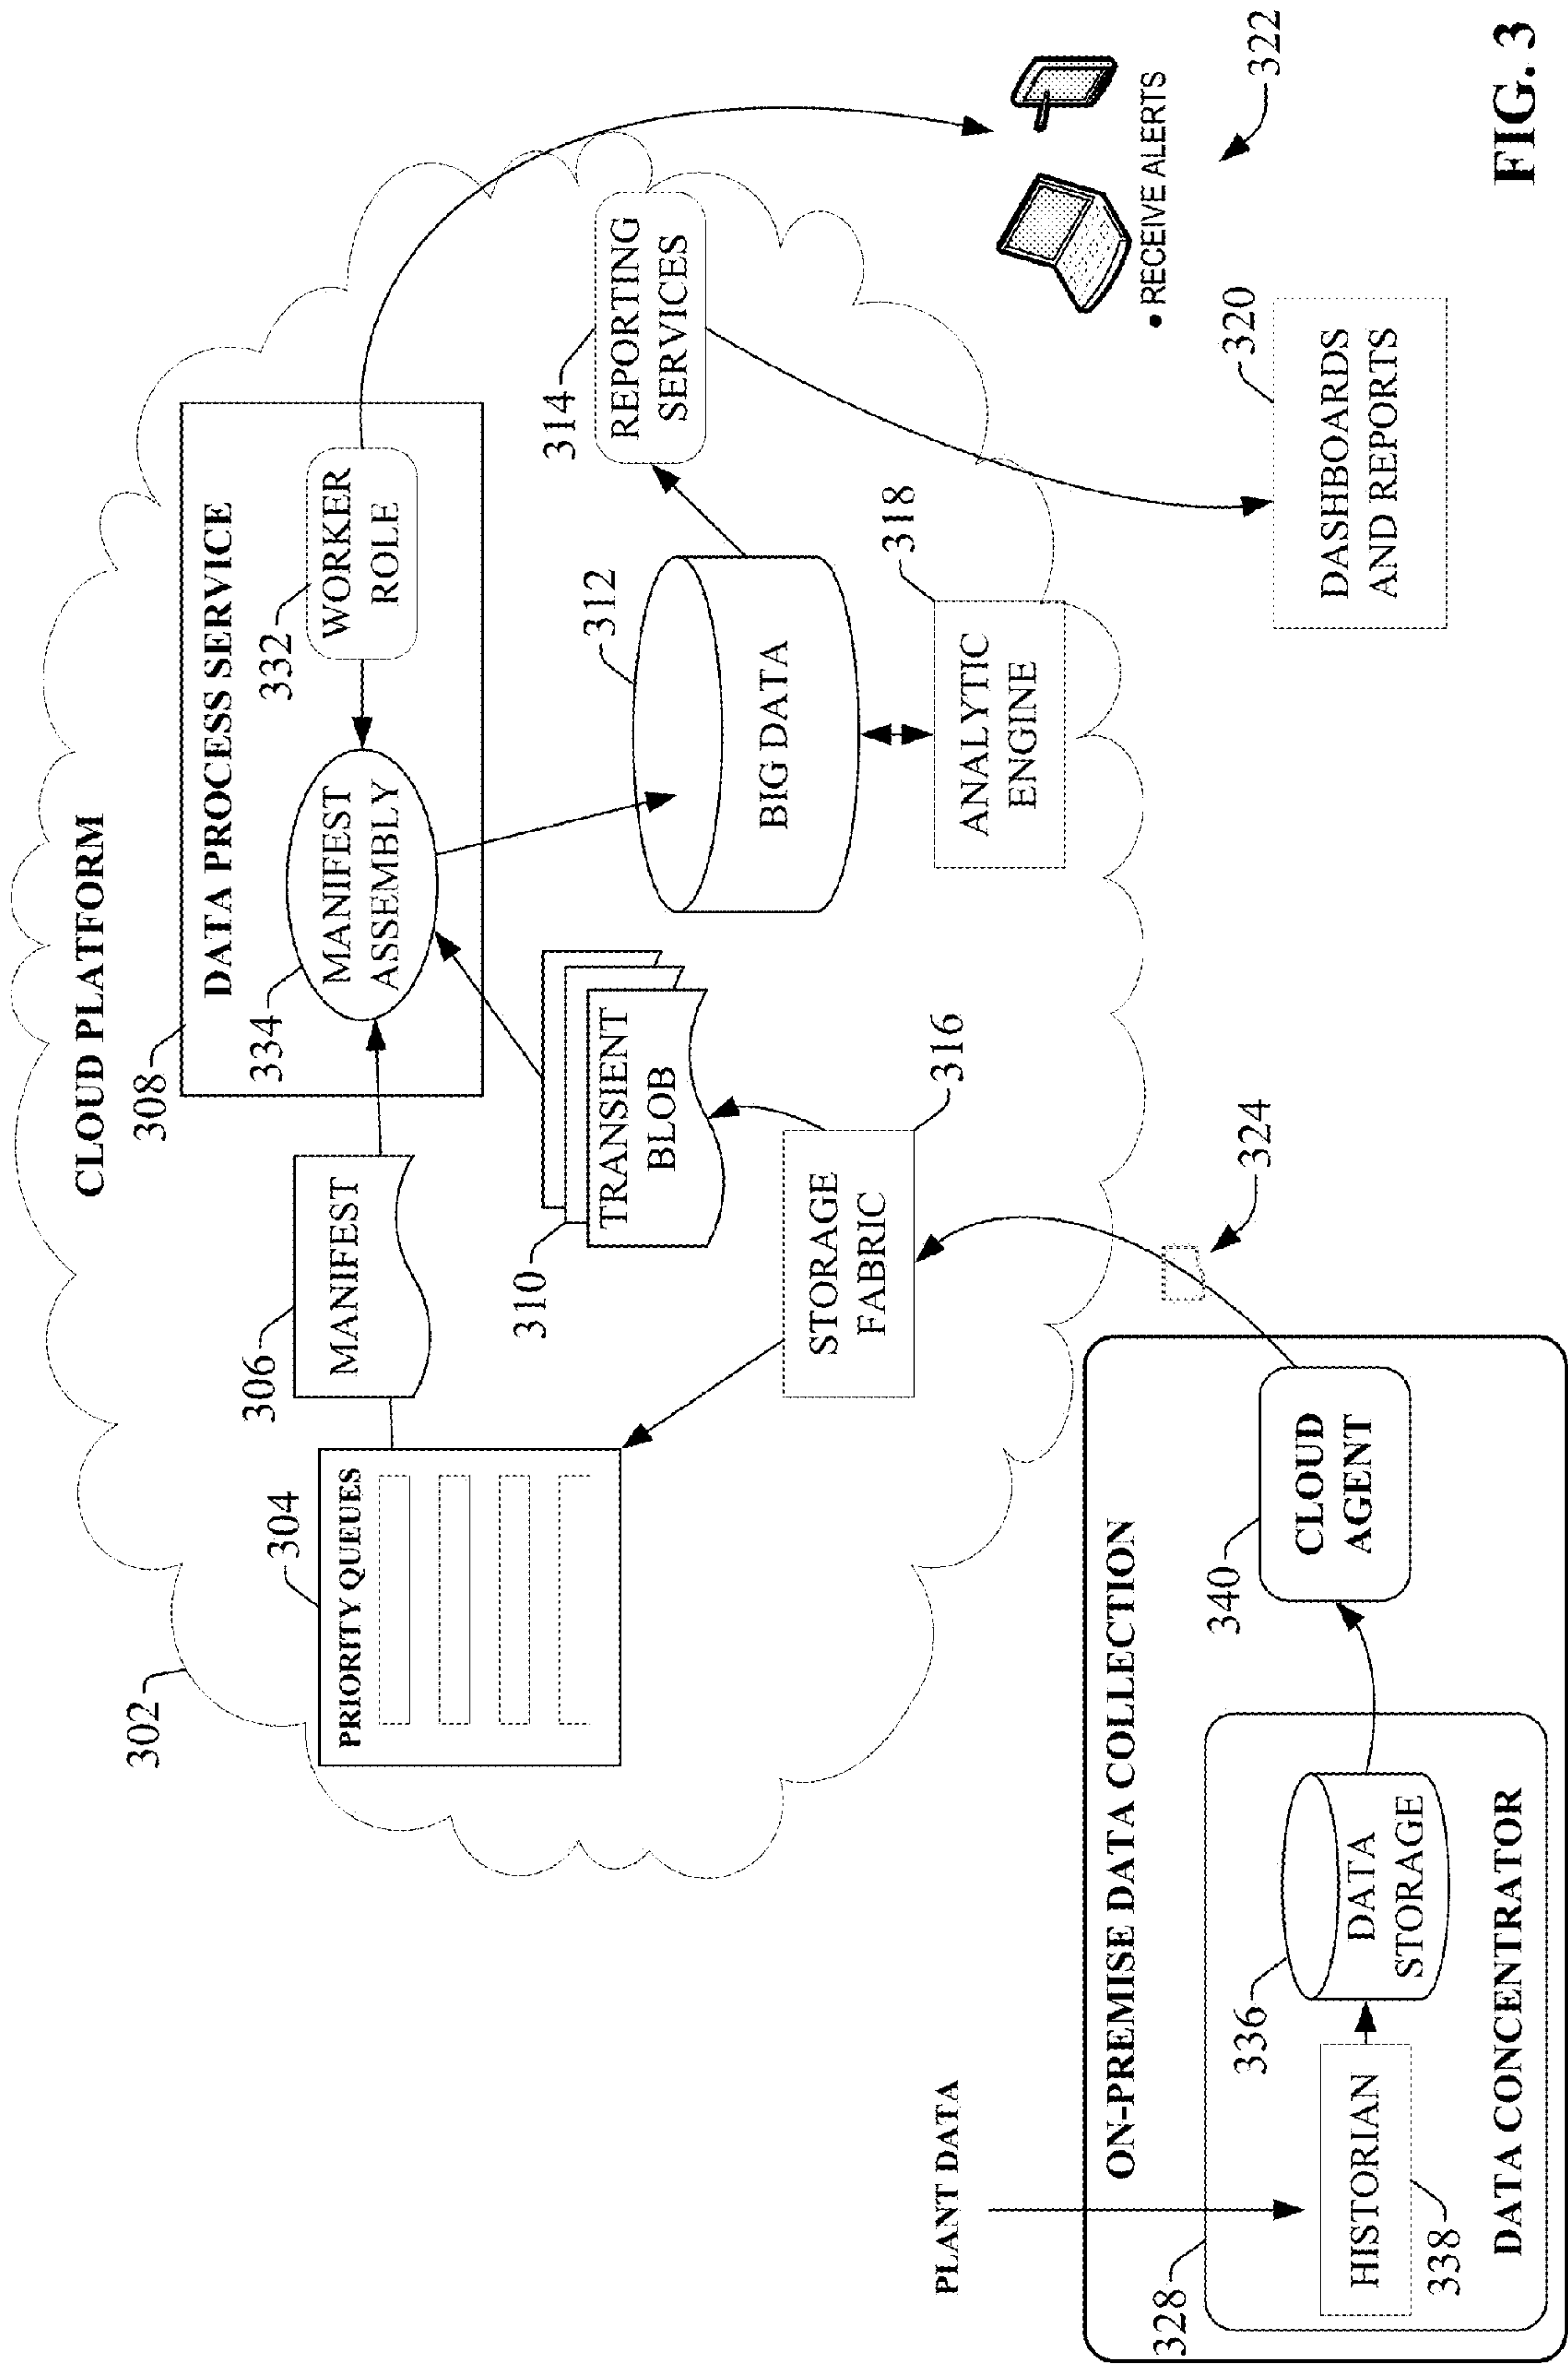 CLOUD PLATFORM
302
304
PRIORITY QUEUES
306
MANIFEST
308
DATA PROCESS SERVICE
334
MANIFEST
ASSEMBLY
332
WORKER
ROLE
310
TRANSIENT
BLOB
312
BIG DATA
314
REPORTING
SERVICES
STORAGE
FABRIC
316
318
ANALYTIC
ENGINE
324
320
DASHBOARDS
AND REPORTS
• RECEIVE ALERTS
322
PLANT DATA
ON-PREMISE DATA COLLECTION
328
HISTORIAN
338
336
DATA
STORAGE
340
CLOUD
AGENT
DATA CONCENTRATOR
FIG. 3